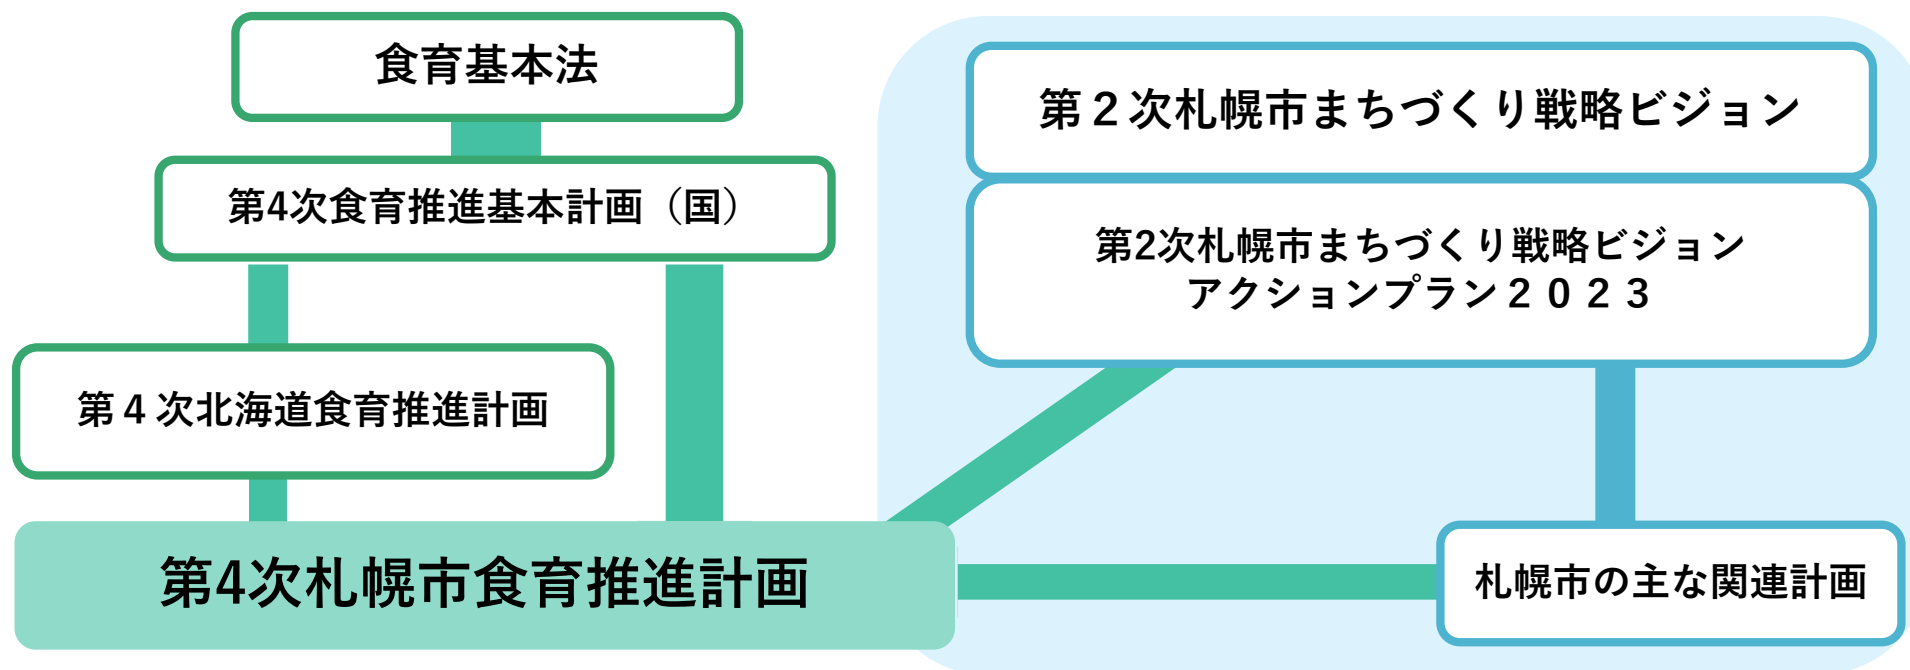 食育基本法
第4次食育推進基本計画（国）
第４次北海道食育推進計画
第4次札幌市食育推進計画
第２次札幌市まちづくり戦略ビジョン
第2次札幌市まちづくり戦略ビジョン
アクションプラン２０２３
札幌市の主な関連計画